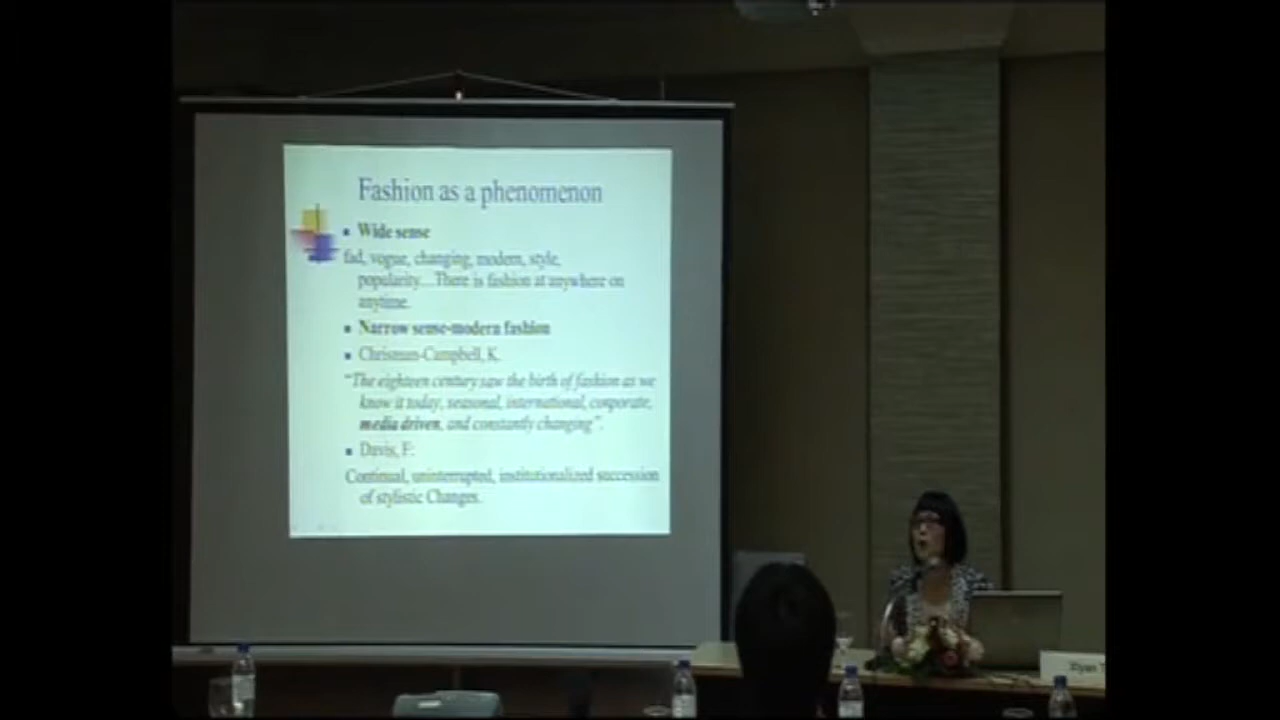 Fashion as a phenomenon
Wide sense
fad, vogue, changing, modern, style,
popularity...There is fashion at anywhere on
anytime.
Narrow sense-modern fashion
Chrisman-Campbell, K.
“The eighteen century saw the birth of fashion as we
know it today, seasonal, international, corporate,
media driven, and constantly changing”.
Davis, F:
Continual, uninterrupted, institutionalized succession
of stylistic Changes.